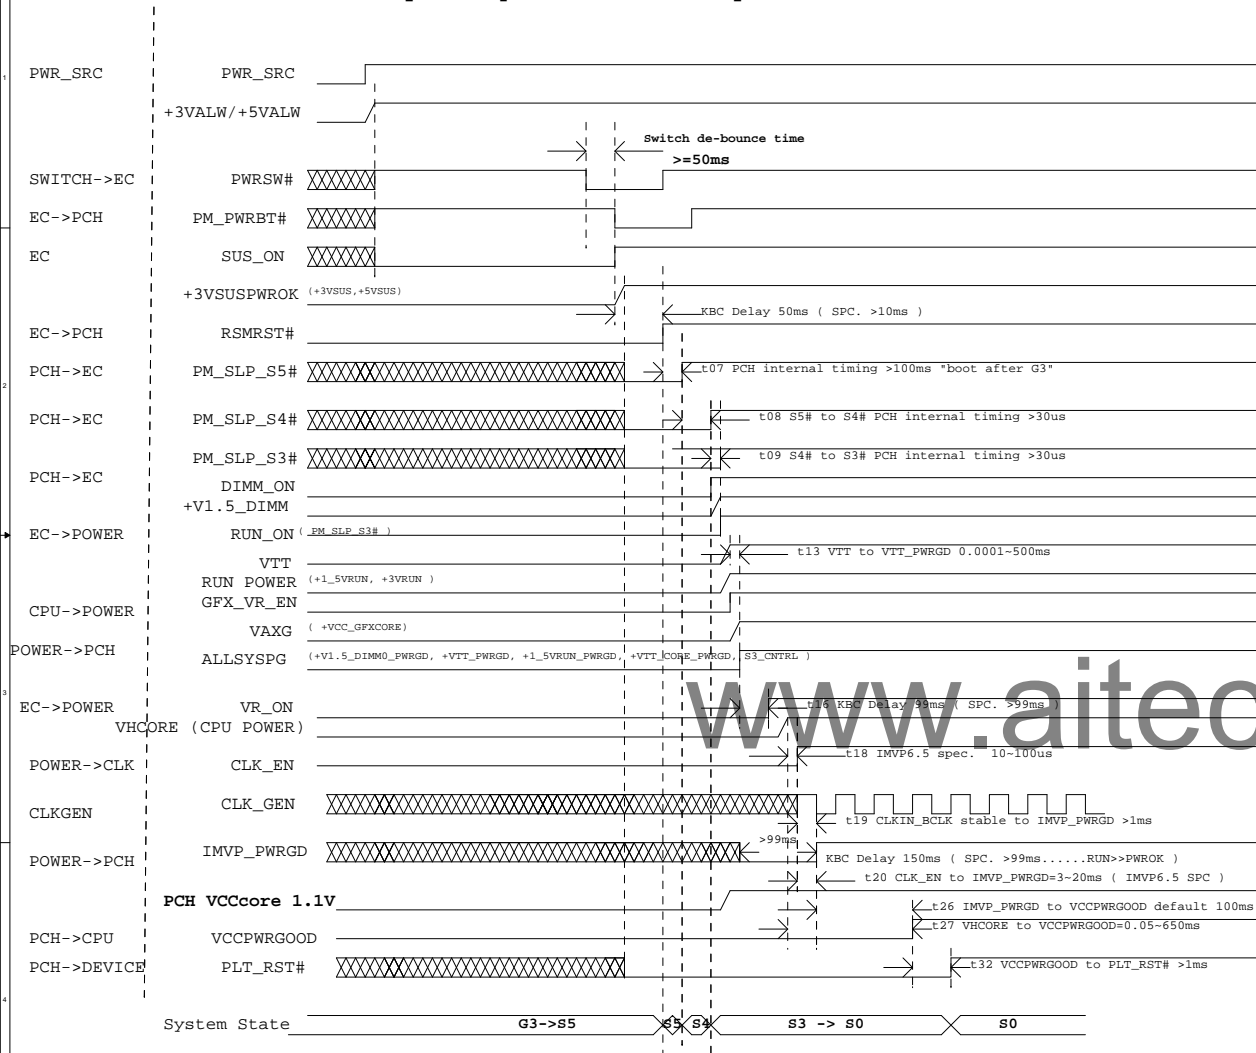 PWR_SRC PWR_SRC
+3VALW/+5VALW
Switch de-bounce time
>=50ms
SWITCH->EC PWRSW#
EC->PCH PM_PWRBT#
EC SUS_ON
+3VSUSPWROK (+3VSUS,+5VSUS)
KBC Delay 50ms ( SPC. >10ms )
EC->PCH RSMRST#
PCH->EC PM_SLP_S5# t07 PCH internal timing >100ms "boot after G3"
PCH->EC PM_SLP_S4# t08 S5# to S4# PCH internal timing >30us
PM_SLP_S3# t09 S4# to S3# PCH internal timing >30us
PCH->EC
DIMM_ON
+V1.5_DIMM
EC->POWER RUN_ON ( PM_SLP_S3# )
VTT t13 VTT to VTT_PWRGD 0.0001~500ms
RUN POWER (+1_5VRUN, +3VRUN )
GFX_VR_EN
CPU->POWER
VAXG ( +VCC_GFXCORE)
POWER->PCH
ALLSYSPG (+V1.5_DIMM0_PWRGD, +VTT_PWRGD, +1_5VRUN_PWRGD, +VTT_CORE_PWRGD, S3_CNTRL )
EC->POWER VR_ON t16 KBC Delay 99ms ( SPC. >99ms )
www.aitec
VHCORE (CPU POWER)
POWER->CLK CLK_EN t18 IMVP6.5 spec. 10~100us
CLKGEN CLK_GEN
t19 CLKIN_BCLK stable to IMVP_PWRGD >1ms
>99ms
POWER->PCH IMVP_PWRGD KBC Delay 150ms ( SPC. >99ms......RUN>>PWROK )
t20 CLK_EN to IMVP_PWRGD=3~20ms ( IMVP6.5 SPC )
PCH VCCcore 1.1V
t26 IMVP_PWRGD to VCCPWRGOOD default 100ms
t27 VHCORE to VCCPWRGOOD=0.05~650ms
PCH->CPU VCCPWRGOOD
PCH->DEVICE PLT_RST# t32 VCCPWRGOOD to PLT_RST# >1ms
System State G3->S5 S5 S4 S3 -> S0 S0
1
2
3
4